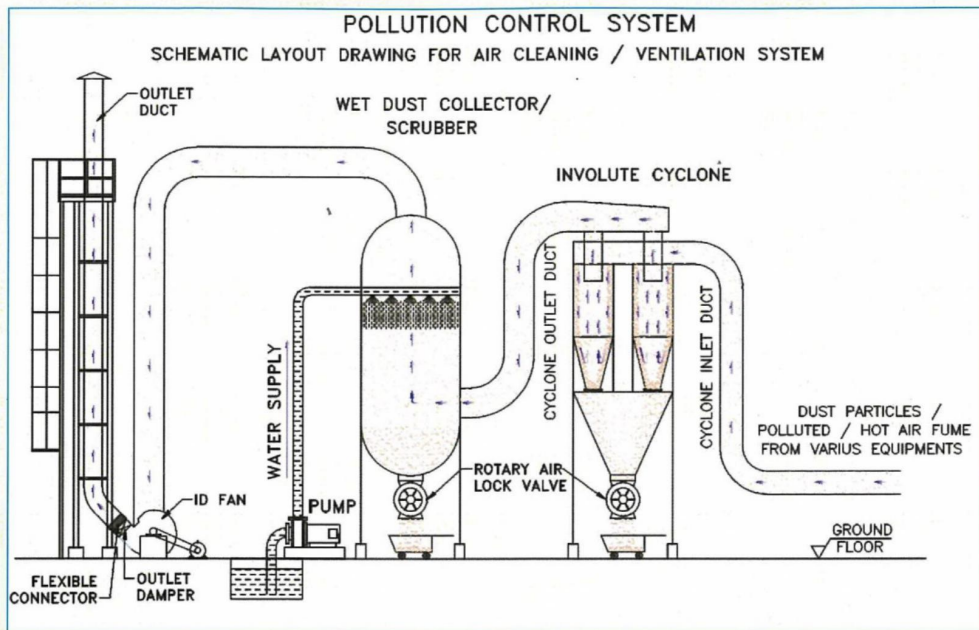 POLLUTION CONTROL SYSTEM
SCHEMATIC LAYOUT DRAWING FOR AIR CLEANING / VENTILATION SYSTEM
OUTLET
DUCT
WET DUST COLLECTOR/
SCRUBBER
INVOLUTE CYCLONE
CYCLONE OUTLET DUCT
CYCLONE INLET DUCT
WATER SUPPLY
DUST PARTICLES /
POLLUTED / HOT AIR FUME
FROM VARIUS EQUIPMENTS
ROTARY AIR
LOCK VALVE
ID FAN
PUMP
GROUND
FLOOR
FLEXIBLE
CONNECTOR
OUTLET
DAMPER